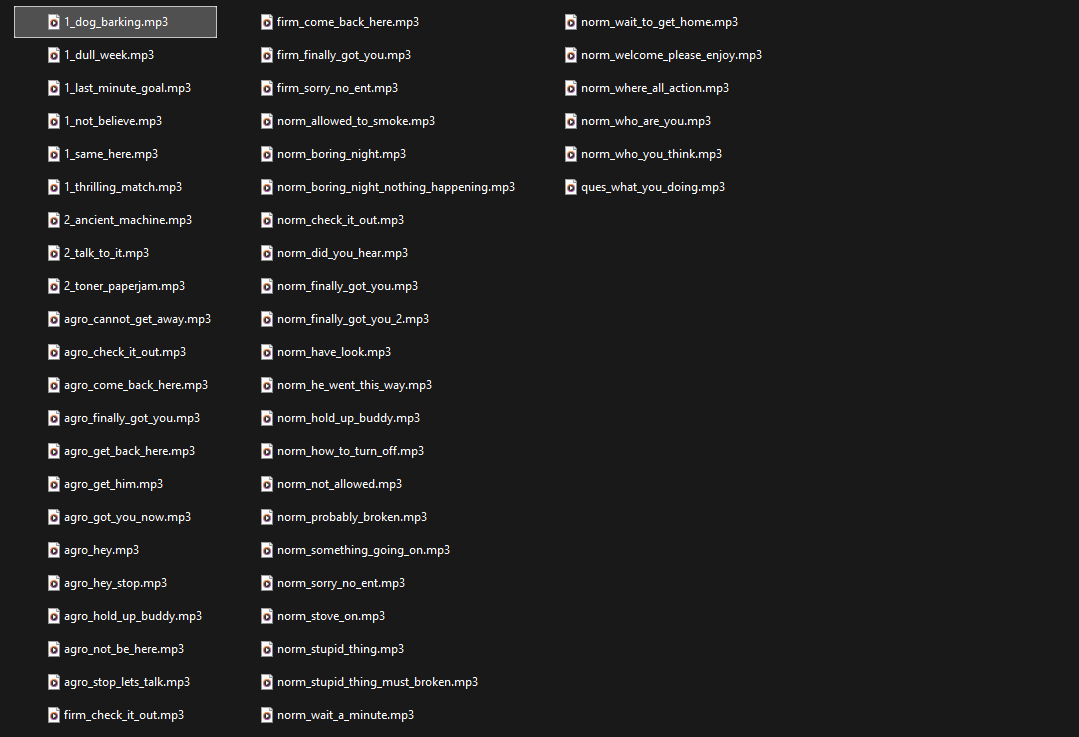 1_dog_barking.mp3
1_dull_week.mp3
1_last_minute_goal.mp3
1_not_believe.mp3
1_same_here.mp3
1_thrilling_match.mp3
2_ancient_machine.mp3
2_talk_to_it.mp3
2_toner_paperjam.mp3
agro_cannot_get_away.mp3
agro_check_it_out.mp3
agro_come_back_here.mp3
agro_finally_got_you.mp3
agro_get_back_here.mp3
agro_get_him.mp3
agro_got_you_now.mp3
agro_hey.mp3
agro_hey_stop.mp3
agro_hold_up_buddy.mp3
agro_not_be_here.mp3
agro_stop_lets_talk.mp3
firm_check_it_out.mp3
firm_come_back_here.mp3
firm_finally_got_you.mp3
firm_sorry_no_ent.mp3
norm_allowed_to_smoke.mp3
norm_boring_night.mp3
norm_boring_night_nothing_happening.mp3
norm_check_it_out.mp3
norm_did_you_hear.mp3
norm_finally_got_you.mp3
norm_finally_got_you_2.mp3
norm_have_look.mp3
norm_he_went_this_way.mp3
norm_hold_up_buddy.mp3
norm_how_to_turn_off.mp3
norm_not_allowed.mp3
norm_probably_broken.mp3
norm_something_going_on.mp3
norm_sorry_no_ent.mp3
norm_stove_on.mp3
norm_stupid_thing.mp3
norm_stupid_thing_must_broken.mp3
norm_wait_a_minute.mp3
norm_wait_to_get_home.mp3
norm_welcome_please_enjoy.mp3
norm_where_all_action.mp3
norm_who_are_you.mp3
norm_who_you_think.mp3
ques_what_you_doing.mp3